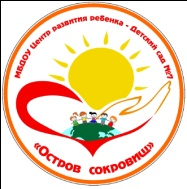 МБДОУ Центр развития ребенка - Детский сад №7
«Остров сокровищ»